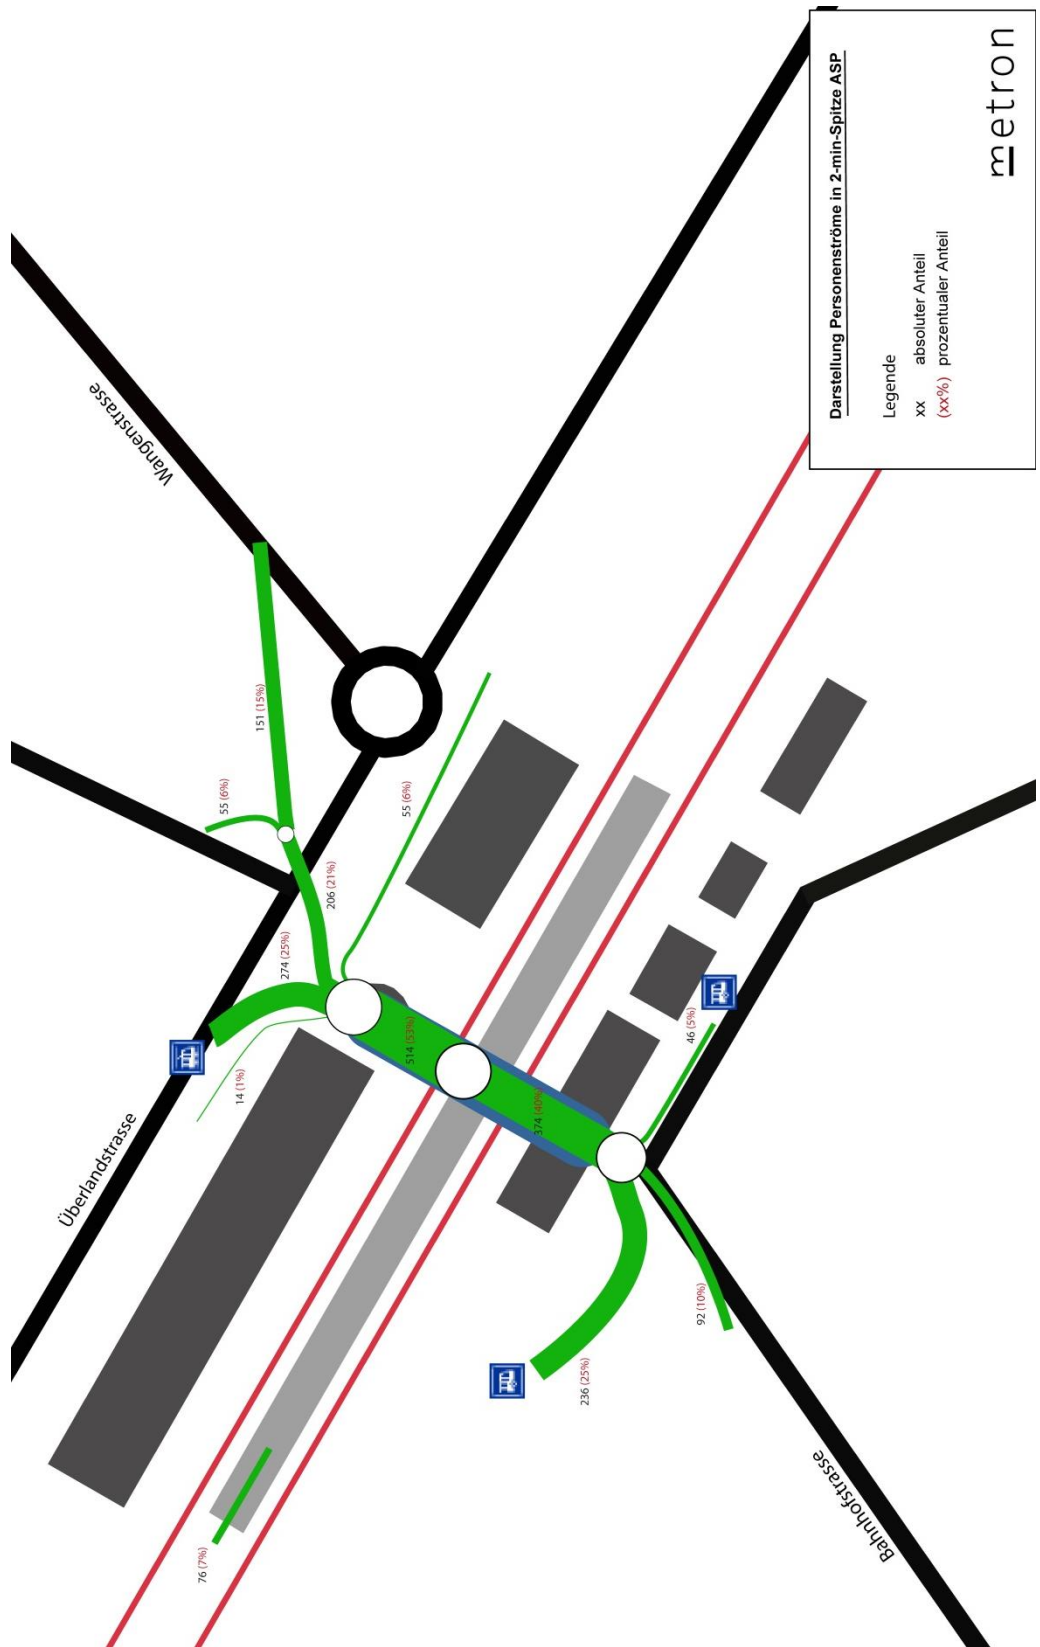 Darstellung Personenströme in 2-min-Spitze ASP
Legende
xx absoluter Anteil
(xx%) prozentualer Anteil
metron
Wangenstrasse
151 (15%)
55 (6%)
55 (6%)
206 (21%)
274 (25%)
14 (1%)
514 (53%)
374 (40%)
46 (5%)
Überlandstrasse
92 (10%)
236 (25%)
76 (7%)
Bahnhofstrasse